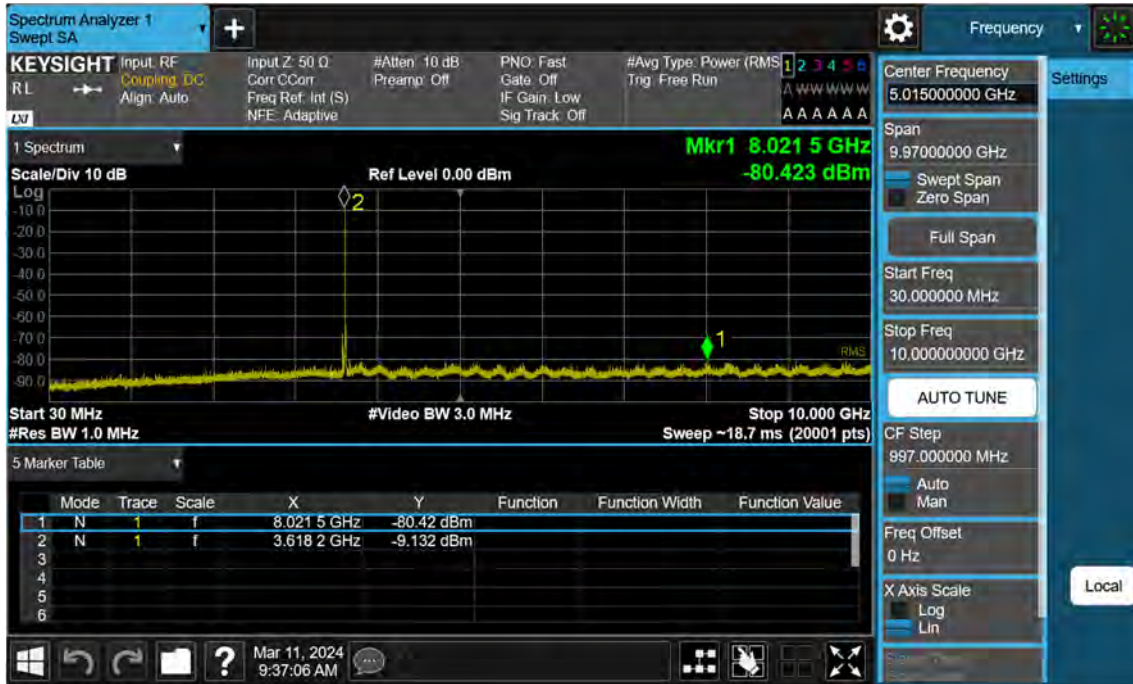 Spectrum Analyzer 1
Swept SA
+
Frequency
KEYSIGHT
RL
LXI
Input: RF
Coupling: DC
Align: Auto
Input Z: 50 Ω
Corr CCorr
Freq Ref: Int (S)
NFE: Adaptive
#Atten: 10 dB
Preamp: Off
PNO: Fast
Gate: Off
IF Gain: Low
Sig Track: Off
#Avg Type: Power (RMS
Trig: Free Run
1 2 3 4 5 6
A W W W W W
A A A A A A
1 Spectrum
Scale/Div 10 dB
Ref Level 0.00 dBm
Mkr1 8.021 5 GHz
-80.423 dBm
Log
-10.0
-20.0
-30.0
-40.0
-50.0
-60.0
-70.0
-80.0
-90.0
2
1
RMS
Start 30 MHz
#Video BW 3.0 MHz
Stop 10.000 GHz
#Res BW 1.0 MHz
Sweep ~18.7 ms (20001 pts)
5 Marker Table
Mode Trace Scale X Y Function Function Width Function Value
1 N 1 f 8.021 5 GHz -80.42 dBm
2 N 1 f 3.618 2 GHz -9.132 dBm
3
4
5
6
?
Mar 11, 2024
9:37:06 AM
Center Frequency
5.015000000 GHz
Span
9.97000000 GHz
Swept Span
Zero Span
Full Span
Start Freq
30.000000 MHz
Stop Freq
10.000000000 GHz
AUTO TUNE
CF Step
997.000000 MHz
Auto
Man
Freq Offset
0 Hz
X Axis Scale
Log
Lin
Settings
Local